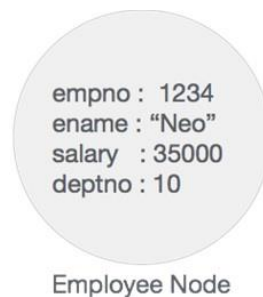 empno : 1234
ename : “Neo”
salary : 35000
deptno : 10
Employee Node